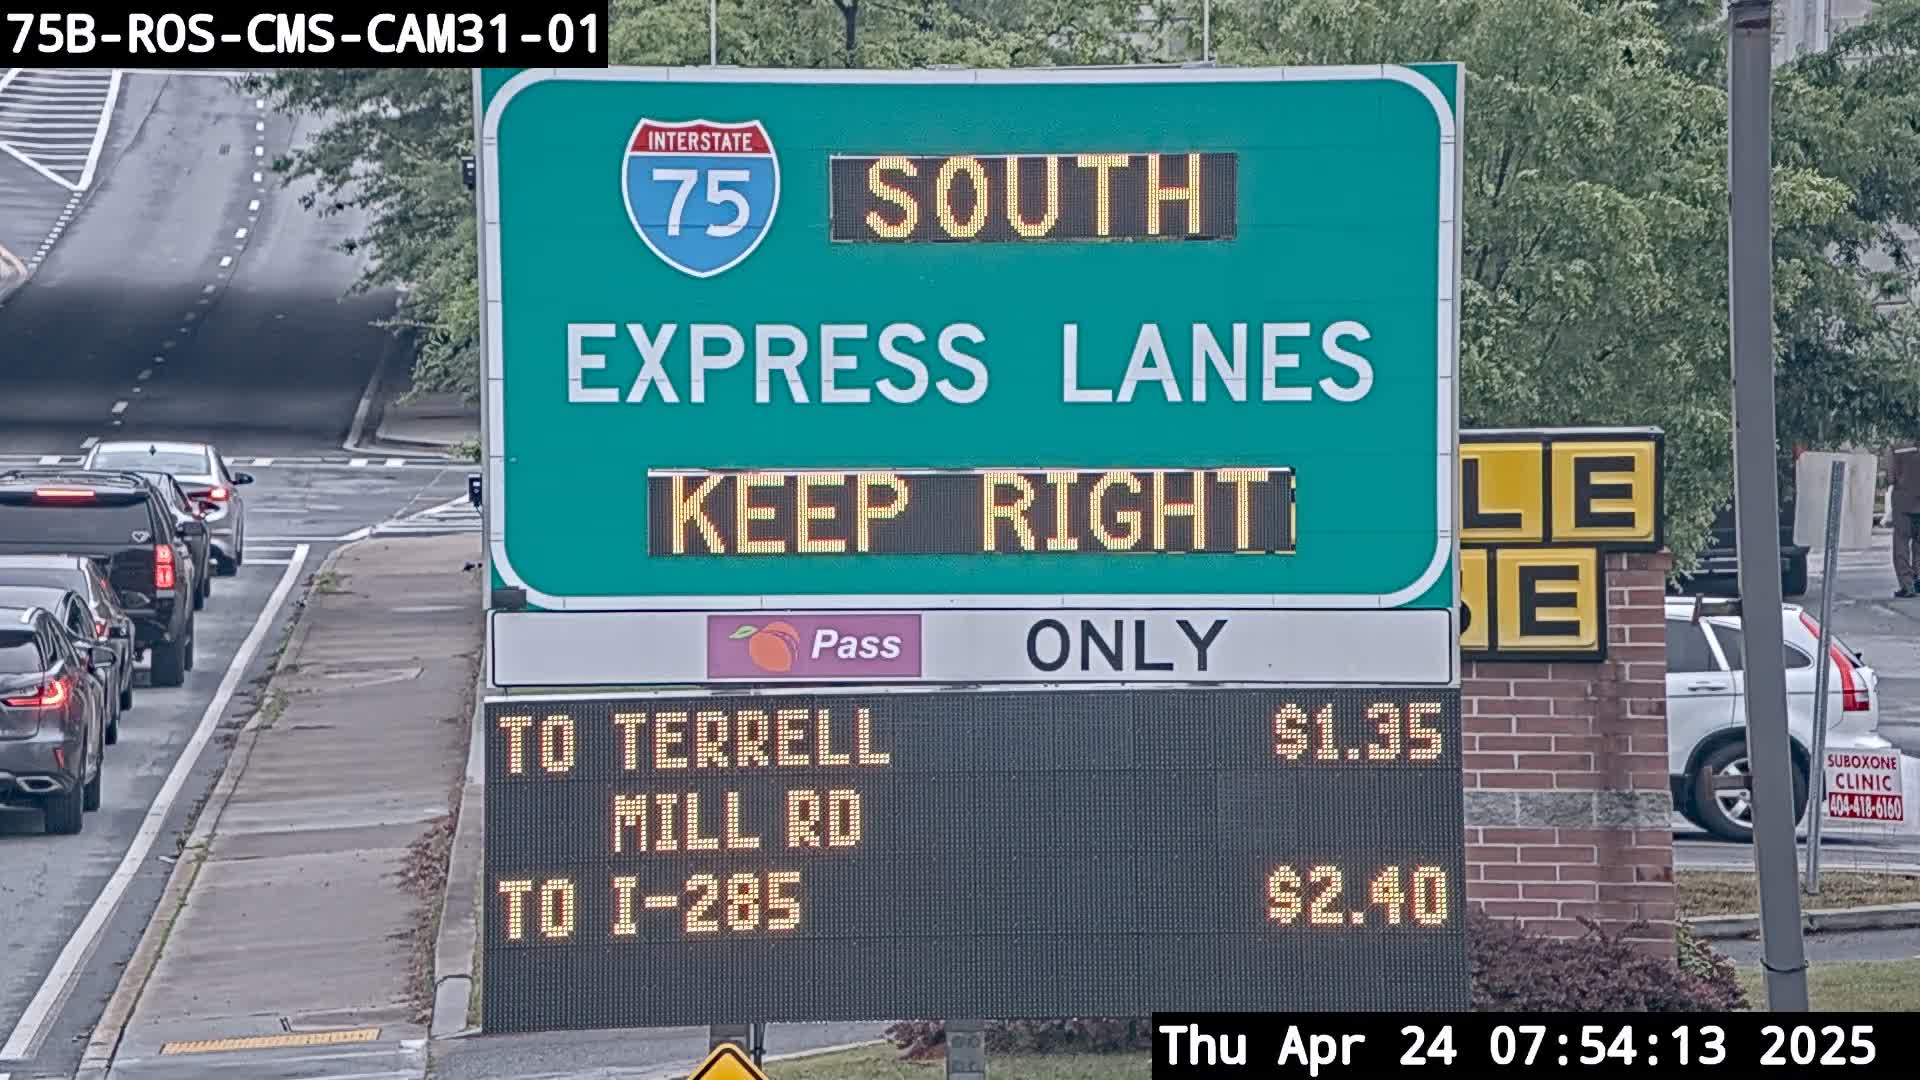 75B-ROS-CMS-CAM31-01
INTERSTATE
75
SOUTH
EXPRESS LANES
KEEP RIGHT
Pass ONLY
TO TERRELL $1.35
MILL RD
TO I-285 $2.40
LE
E
SUBOXONE
CLINIC
404-418-6160
Thu Apr 24 07:54:13 2025